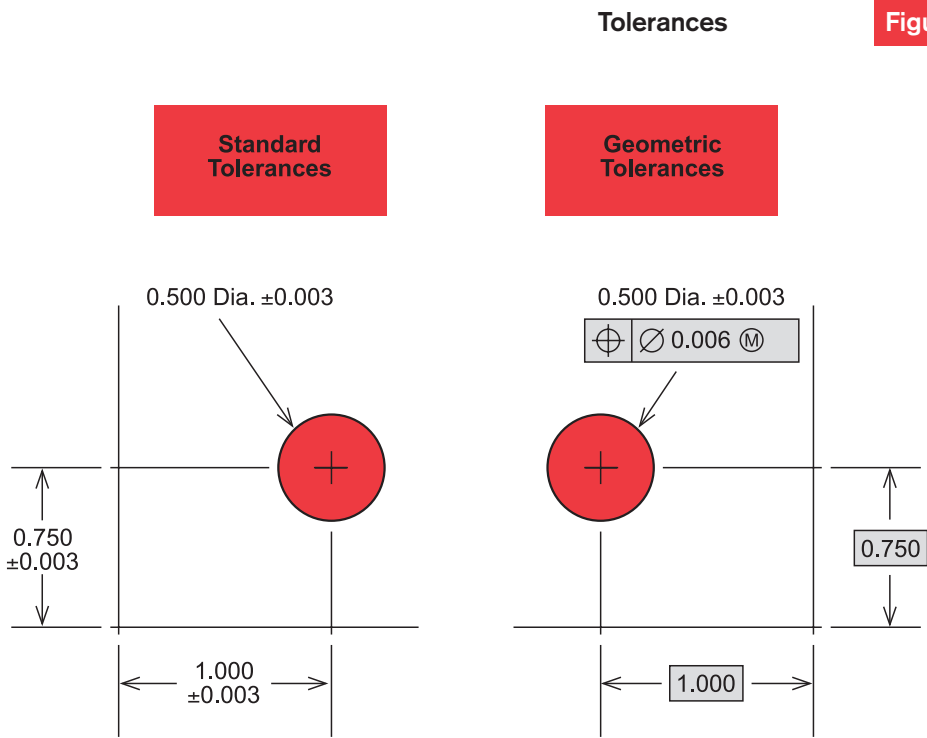 Tolerances
Standard
Tolerances
Geometric
Tolerances
0.500 Dia. ±0.003
0.500 Dia. ±0.003
⌖ ∅ 0.006 Ⓜ
0.750
±0.003
0.750
1.000
±0.003
1.000